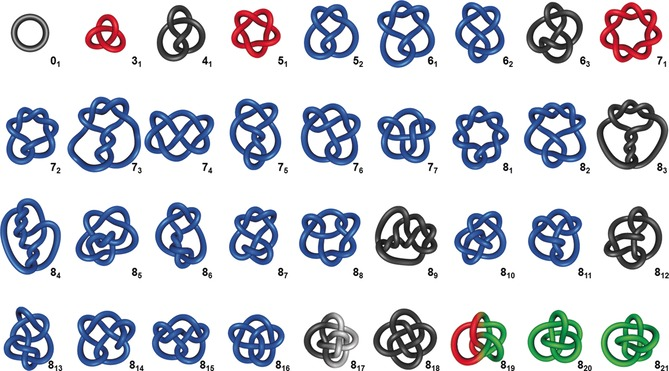 0₁ 3₁ 4₁ 5₁ 5₂ 6₁ 6₂ 6₃ 7₁
7₂ 7₃ 7₄ 7₅ 7₆ 7₇ 8₁ 8₂ 8₃
8₄ 8₅ 8₆ 8₇ 8₈ 8₉ 8₁₀ 8₁₁ 8₁₂
8₁₃ 8₁₄ 8₁₅ 8₁₆ 8₁₇ 8₁₈ 8₁₉ 8₂₀ 8₂₁